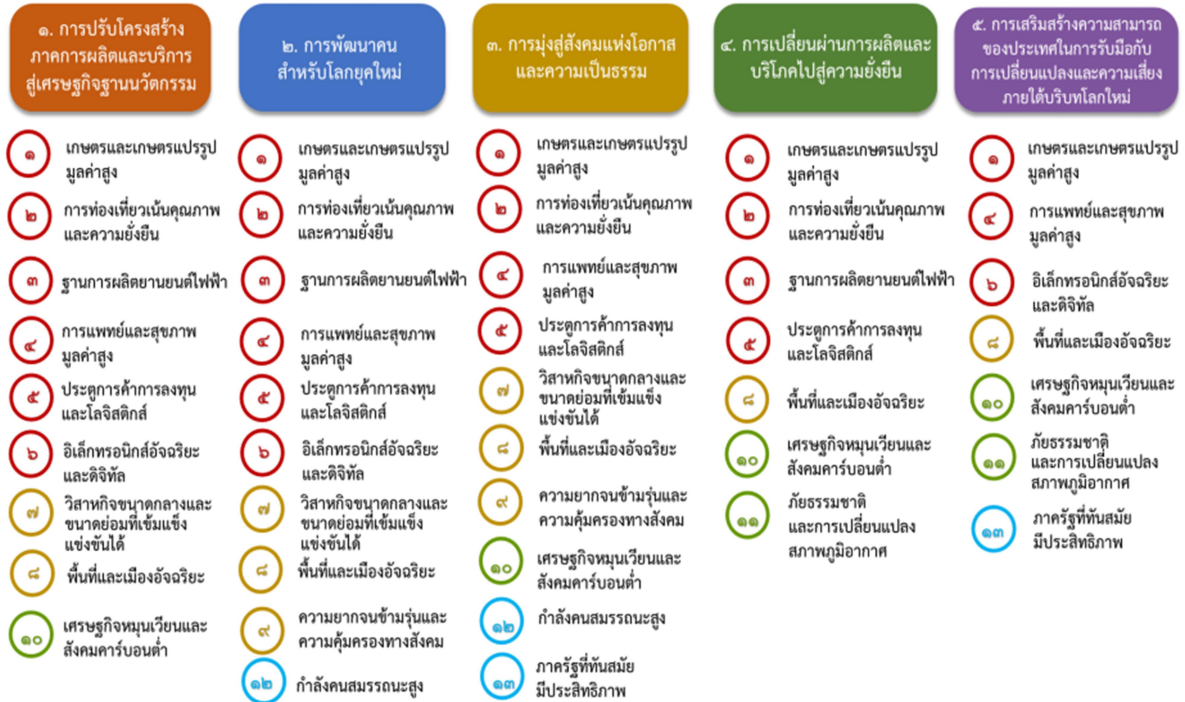 ๑. การปรับโครงสร้าง
ภาคการผลิตและบริการ
สู่เศรษฐกิจฐานนวัตกรรม
๑
เกษตรและเกษตรแปรรูป
มูลค่าสูง
๒
การท่องเที่ยวเน้นคุณภาพ
และความยั่งยืน
๓
ฐานการผลิตยานยนต์ไฟฟ้า
๔
การแพทย์และสุขภาพ
มูลค่าสูง
๕
ประตูการค้าการลงทุน
และโลจิสติกส์
๖
อิเล็กทรอนิกส์อัจฉริยะ
และดิจิทัล
๗
วิสาหกิจขนาดกลางและ
ขนาดย่อมที่เข้มแข็ง
แข่งขันได้
๘
พื้นที่และเมืองอัจฉริยะ
๑๐
เศรษฐกิจหมุนเวียนและ
สังคมคาร์บอนต่ำ
๒. การพัฒนาคน
สำหรับโลกยุคใหม่
๑
เกษตรและเกษตรแปรรูป
มูลค่าสูง
๒
การท่องเที่ยวเน้นคุณภาพ
และความยั่งยืน
๓
ฐานการผลิตยานยนต์ไฟฟ้า
๔
การแพทย์และสุขภาพ
มูลค่าสูง
๕
ประตูการค้าการลงทุน
และโลจิสติกส์
๖
อิเล็กทรอนิกส์อัจฉริยะ
และดิจิทัล
๗
วิสาหกิจขนาดกลางและ
ขนาดย่อมที่เข้มแข็ง
แข่งขันได้
๘
พื้นที่และเมืองอัจฉริยะ
๙
ความยากจนข้ามรุ่นและ
ความคุ้มครองทางสังคม
๑๒
กำลังคนสมรรถนะสูง
๓. การมุ่งสู่สังคมแห่งโอกาส
และความเป็นธรรม
๑
เกษตรและเกษตรแปรรูป
มูลค่าสูง
๒
การท่องเที่ยวเน้นคุณภาพ
และความยั่งยืน
๔
การแพทย์และสุขภาพ
มูลค่าสูง
๕
ประตูการค้าการลงทุน
และโลจิสติกส์
๗
วิสาหกิจขนาดกลางและ
ขนาดย่อมที่เข้มแข็ง
แข่งขันได้
๘
พื้นที่และเมืองอัจฉริยะ
๙
ความยากจนข้ามรุ่นและ
ความคุ้มครองทางสังคม
๑๐
เศรษฐกิจหมุนเวียนและ
สังคมคาร์บอนต่ำ
๑๒
กำลังคนสมรรถนะสูง
๑๓
ภาครัฐที่ทันสมัย
มีประสิทธิภาพ
๔. การเปลี่ยนผ่านการผลิตและ
บริโภคไปสู่ความยั่งยืน
๑
เกษตรและเกษตรแปรรูป
มูลค่าสูง
๒
การท่องเที่ยวเน้นคุณภาพ
และความยั่งยืน
๓
ฐานการผลิตยานยนต์ไฟฟ้า
๕
ประตูการค้าการลงทุน
และโลจิสติกส์
๘
พื้นที่และเมืองอัจฉริยะ
๑๐
เศรษฐกิจหมุนเวียนและ
สังคมคาร์บอนต่ำ
๑๑
ภัยธรรมชาติ
และการเปลี่ยนแปลง
สภาพภูมิอากาศ
๕. การเสริมสร้างความสามารถ
ของประเทศในการรับมือกับ
การเปลี่ยนแปลงและความเสี่ยง
ภายใต้บริบทโลกใหม่
๑
เกษตรและเกษตรแปรรูป
มูลค่าสูง
๔
การแพทย์และสุขภาพ
มูลค่าสูง
๖
อิเล็กทรอนิกส์อัจฉริยะ
และดิจิทัล
๘
พื้นที่และเมืองอัจฉริยะ
๑๐
เศรษฐกิจหมุนเวียนและ
สังคมคาร์บอนต่ำ
๑๑
ภัยธรรมชาติ
และการเปลี่ยนแปลง
สภาพภูมิอากาศ
๑๓
ภาครัฐที่ทันสมัย
มีประสิทธิภาพ